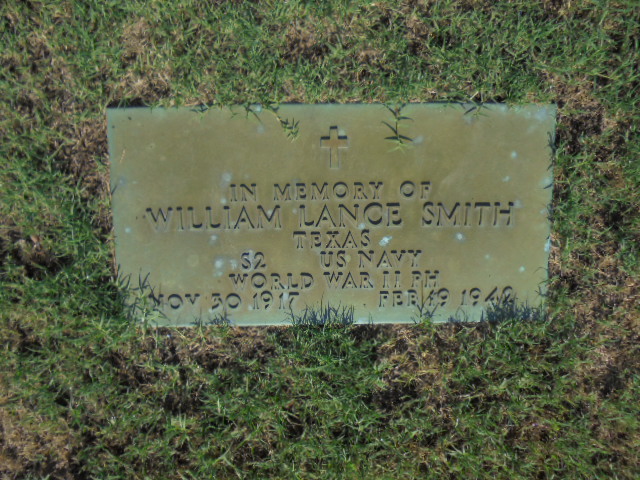 IN MEMORY OF
WILLIAM LANCE SMITH
TEXAS
S2 US NAVY
WORLD WAR II PH
NOV 30 1917 FEB 19 1942